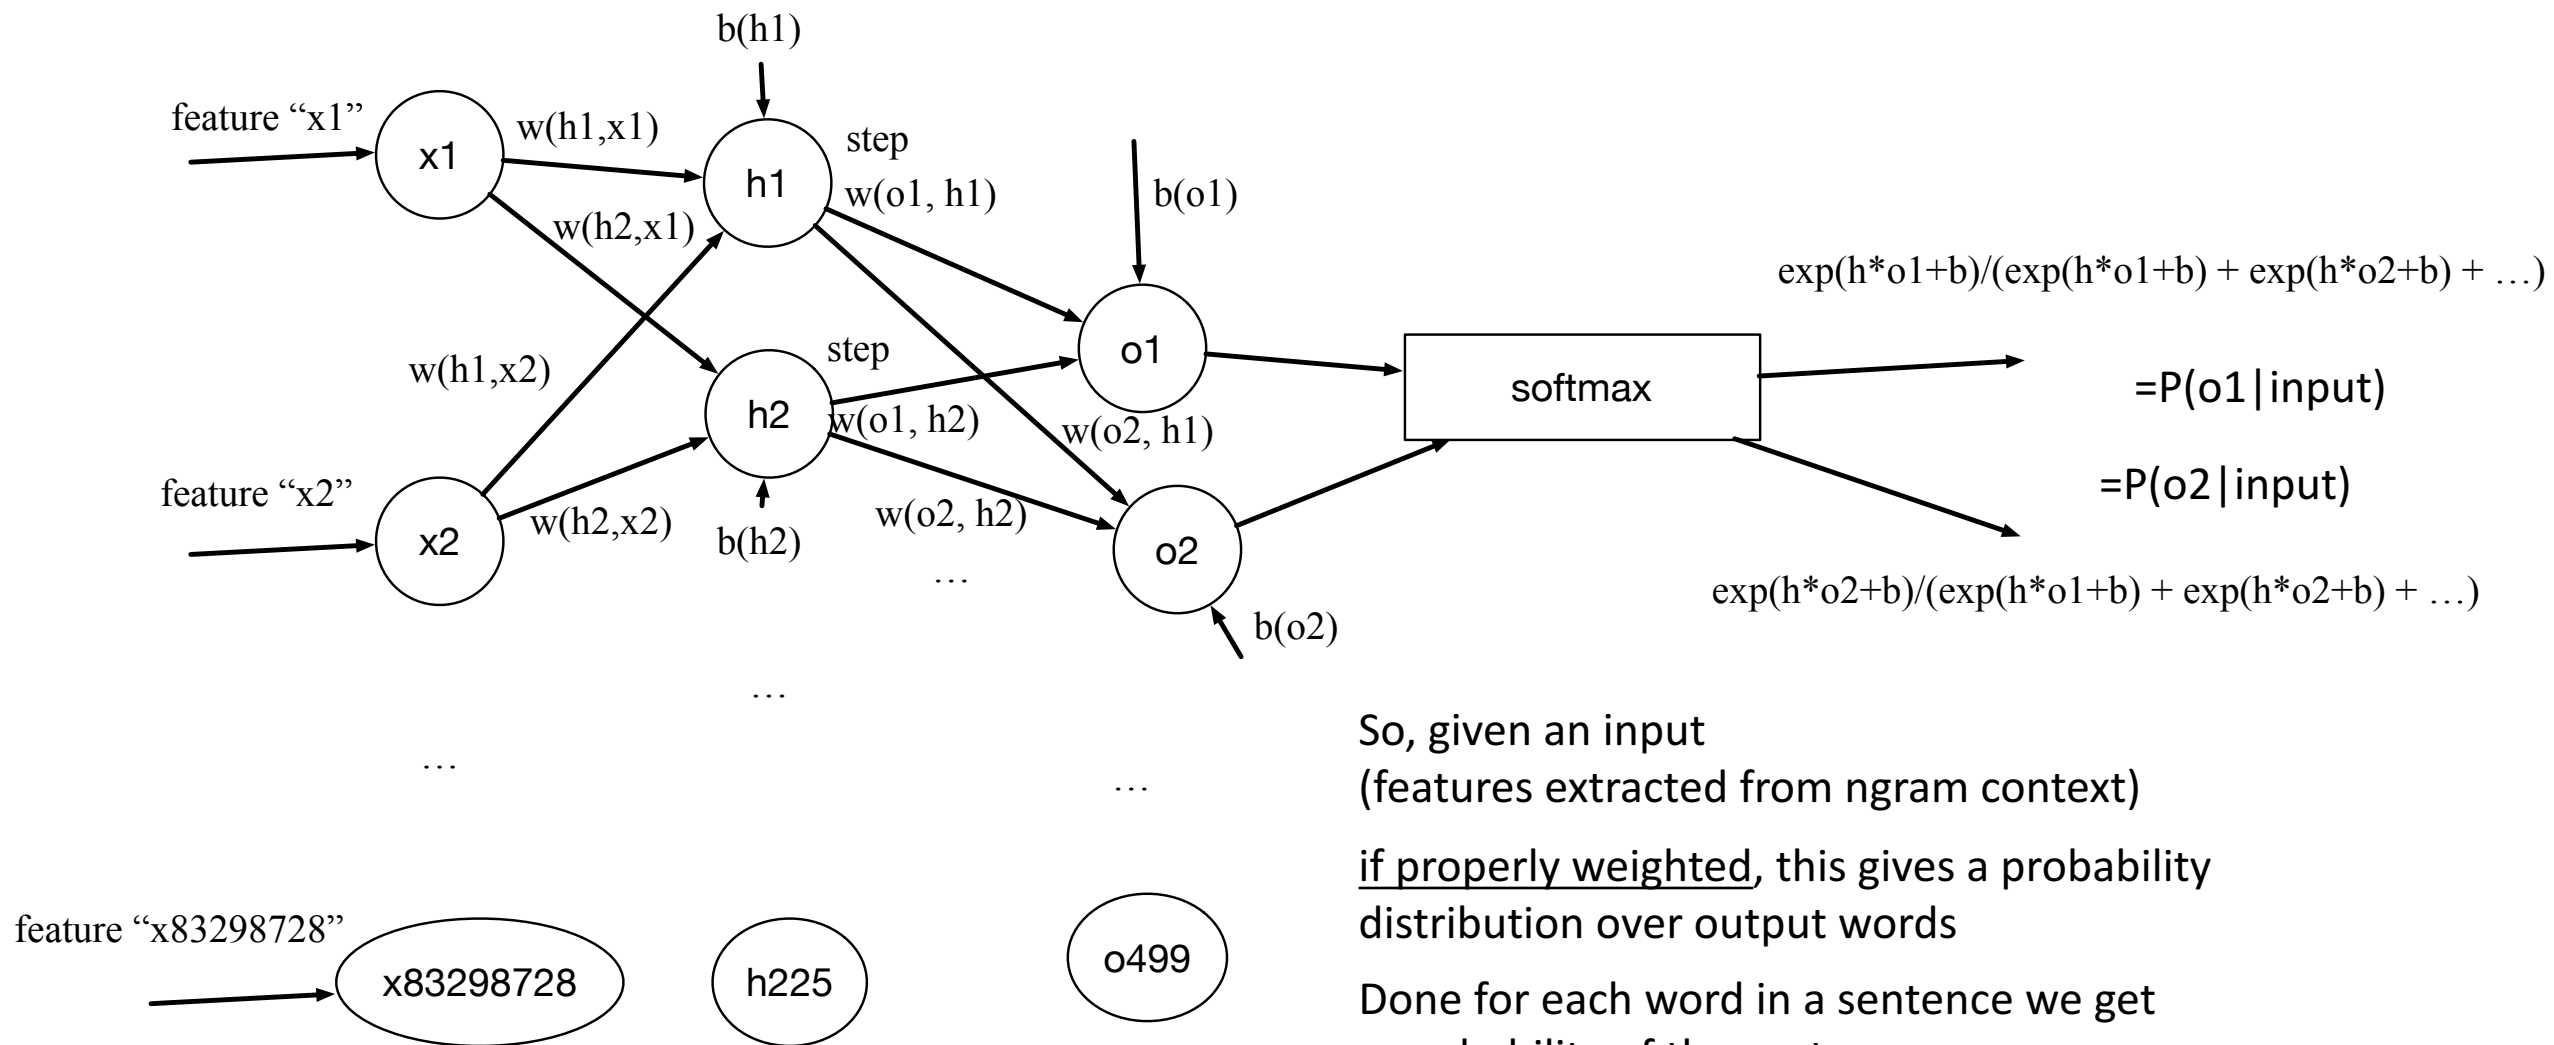 b(h1)
feature “x1”
x1
w(h1,x1)
h1
step
w(o1, h1)
b(o1)
w(h2,x1)
exp(h*o1+b)/(exp(h*o1+b) + exp(h*o2+b) + …)
w(h1,x2)
step
h2
w(o1, h2)
o1
w(o2, h1)
softmax
=P(o1|input)
=P(o2|input)
feature “x2”
x2
w(h2,x2)
b(h2)
w(o2, h2)
…
o2
b(o2)
exp(h*o2+b)/(exp(h*o1+b) + exp(h*o2+b) + …)
…
…
…
feature “x83298728”
x83298728
h225
o499
So, given an input
(features extracted from ngram context)
if properly weighted, this gives a probability
distribution over output words
Done for each word in a sentence we get